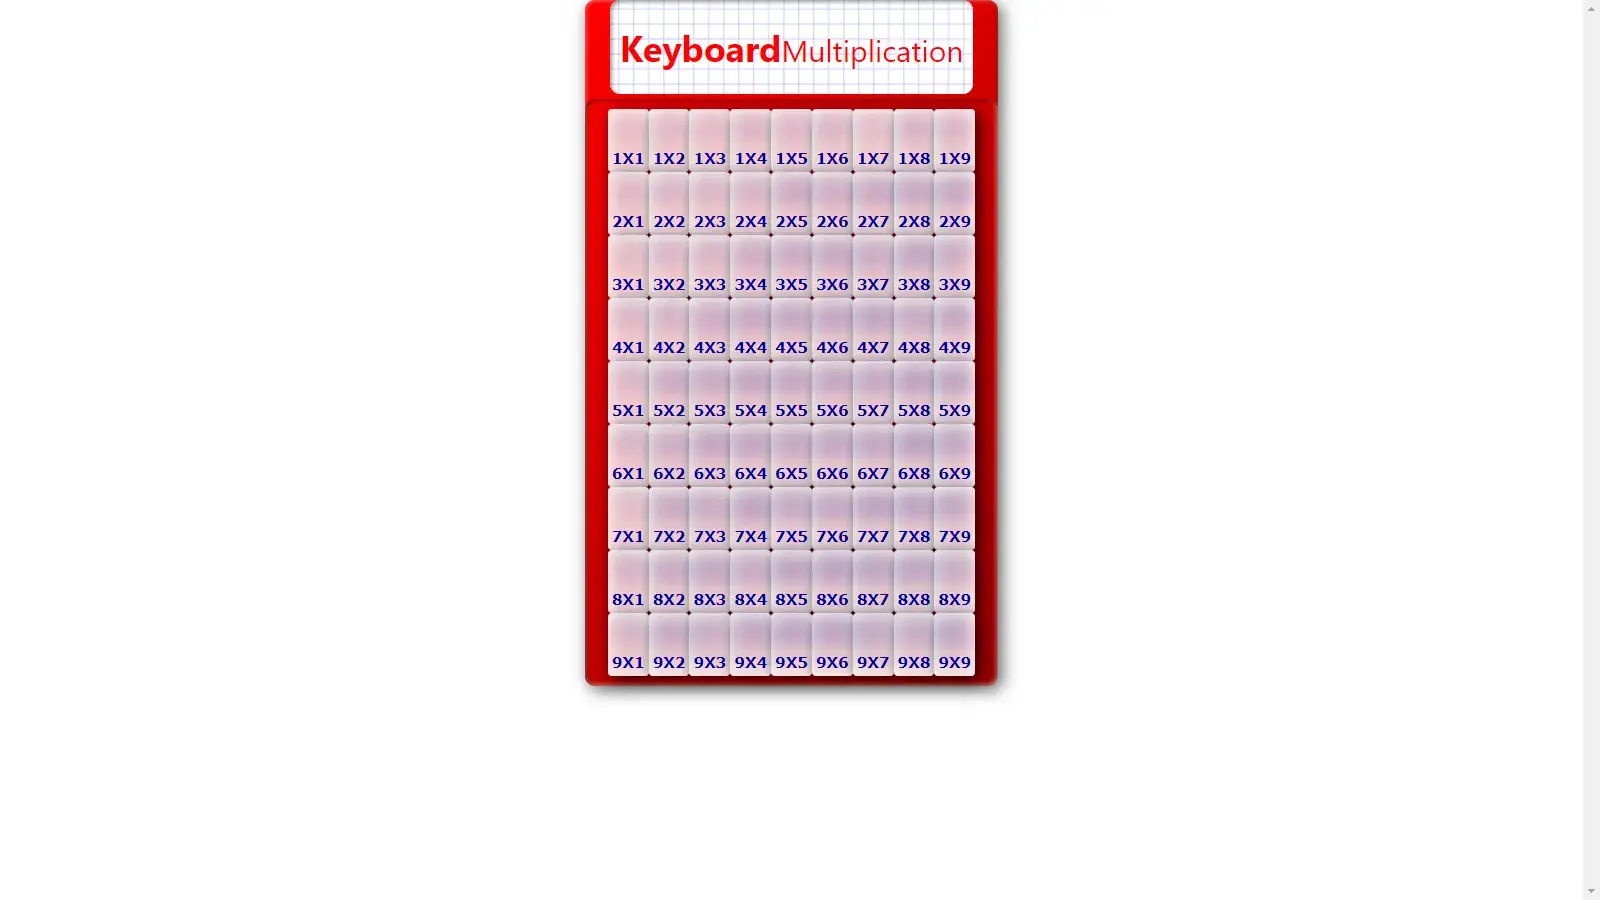 KeyboardMultiplication
1X1 1X2 1X3 1X4 1X5 1X6 1X7 1X8 1X9
2X1 2X2 2X3 2X4 2X5 2X6 2X7 2X8 2X9
3X1 3X2 3X3 3X4 3X5 3X6 3X7 3X8 3X9
4X1 4X2 4X3 4X4 4X5 4X6 4X7 4X8 4X9
5X1 5X2 5X3 5X4 5X5 5X6 5X7 5X8 5X9
6X1 6X2 6X3 6X4 6X5 6X6 6X7 6X8 6X9
7X1 7X2 7X3 7X4 7X5 7X6 7X7 7X8 7X9
8X1 8X2 8X3 8X4 8X5 8X6 8X7 8X8 8X9
9X1 9X2 9X3 9X4 9X5 9X6 9X7 9X8 9X9